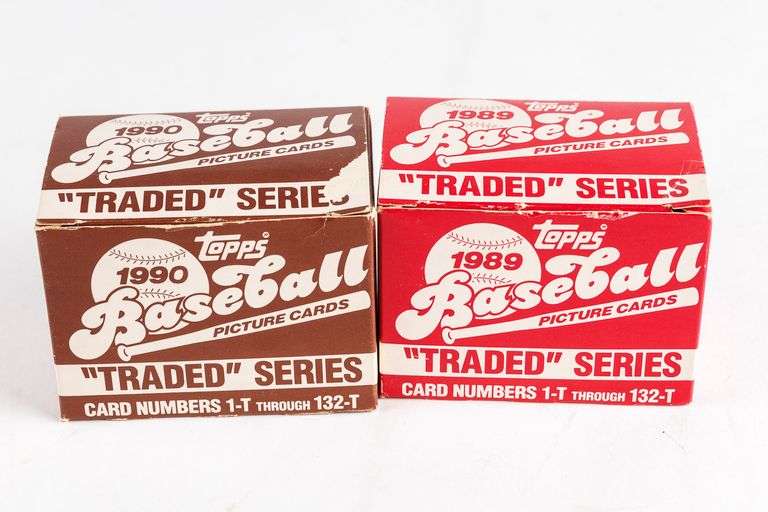 topps
1990
Baseball
PICTURE CARDS
"TRADED" SERIES
topps©
1990
Baseball
PICTURE CARDS
"TRADED" SERIES
CARD NUMBERS 1-T THROUGH 132-T
topps
1989
Baseball
PICTURE CARDS
"TRADED" SERIES
topps©
1989
Baseball
PICTURE CARDS
"TRADED" SERIES
CARD NUMBERS 1-T THROUGH 132-T